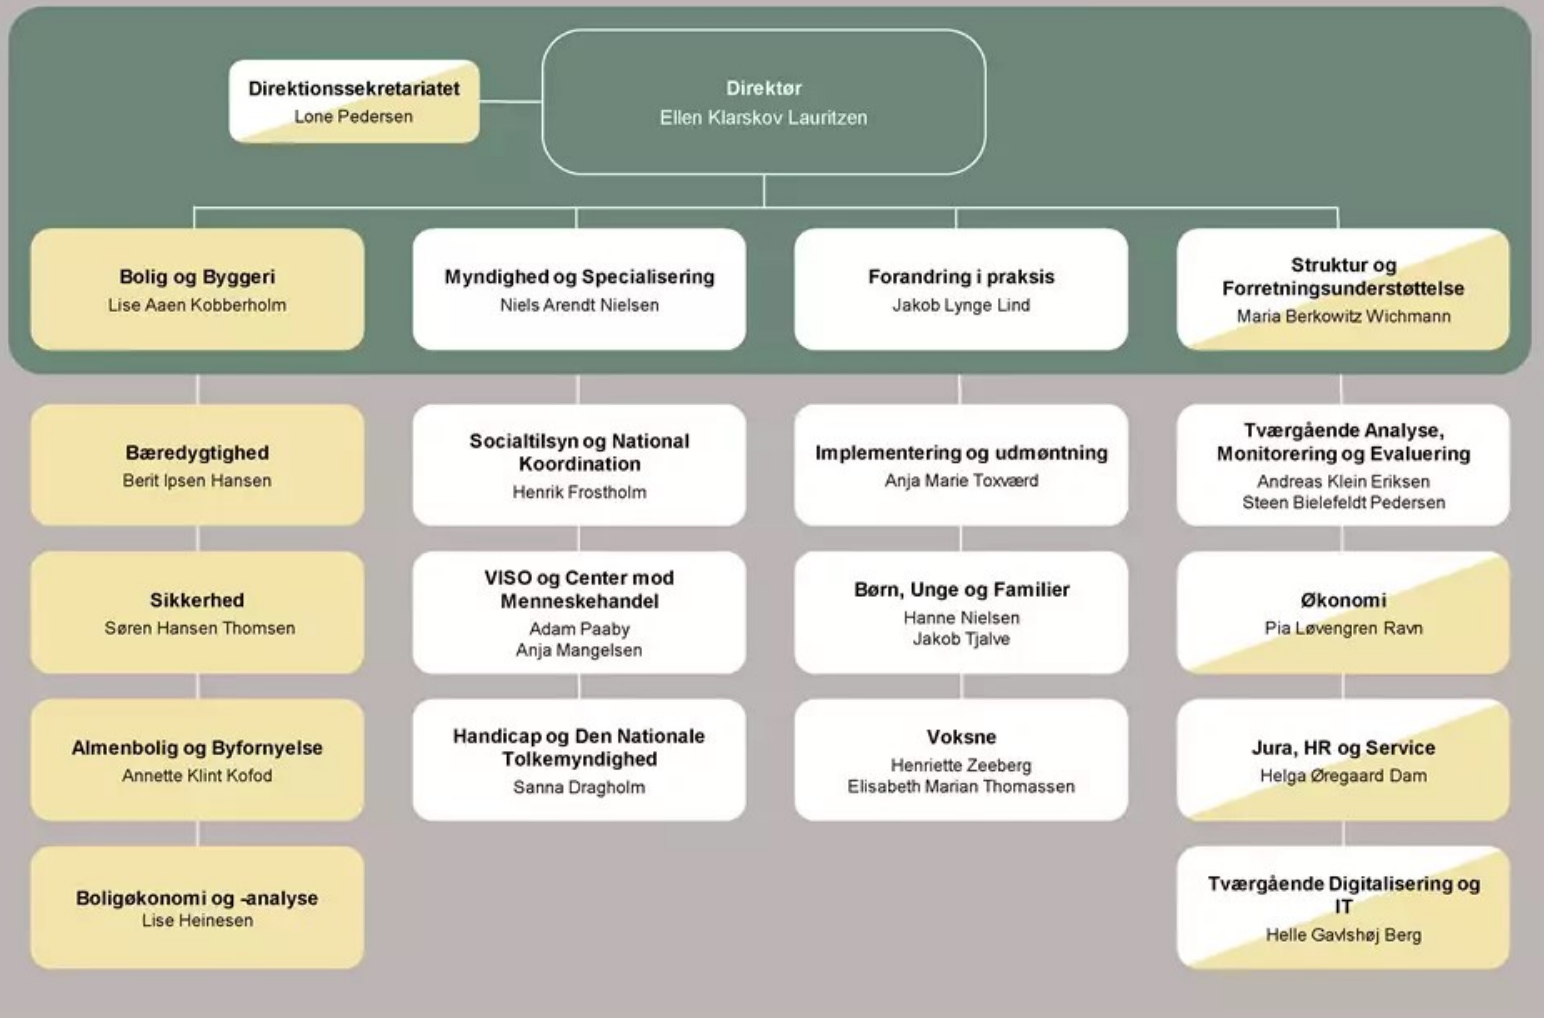 Direktionssekretariatet
Lone Pedersen
Direktør
Ellen Klarskov Lauritzen
Bolig og Byggeri
Lise Aaen Kobberholm
Myndighed og Specialisering
Niels Arendt Nielsen
Forandring i praksis
Jakob Lynge Lind
Struktur og
Forretningsunderstøttelse
Maria Berkowitz Wichmann
Bæredygtighed
Berit Ipsen Hansen
Sikkerhed
Søren Hansen Thomsen
Almenbolig og Byfornyelse
Annette Klint Kofod
Boligøkonomi og -analyse
Lise Heinesen
Socialtilsyn og National
Koordination
Henrik Frostholm
VISO og Center mod
Menneskehandel
Adam Paaby
Anja Mangelsen
Handicap og Den Nationale
Tolkemyndighed
Sanna Dragholm
Implementering og udmøntning
Anja Marie Toxværd
Børn, Unge og Familier
Hanne Nielsen
Jakob Tjalve
Voksne
Henriette Zeeberg
Elisabeth Marian Thomassen
Tværgående Analyse,
Monitorering og Evaluering
Andreas Klein Eriksen
Steen Bielefeldt Pedersen
Økonomi
Pia Løvengren Ravn
Jura, HR og Service
Helga Øregaard Dam
Tværgående Digitalisering og
IT
Helle Gavlshøj Berg